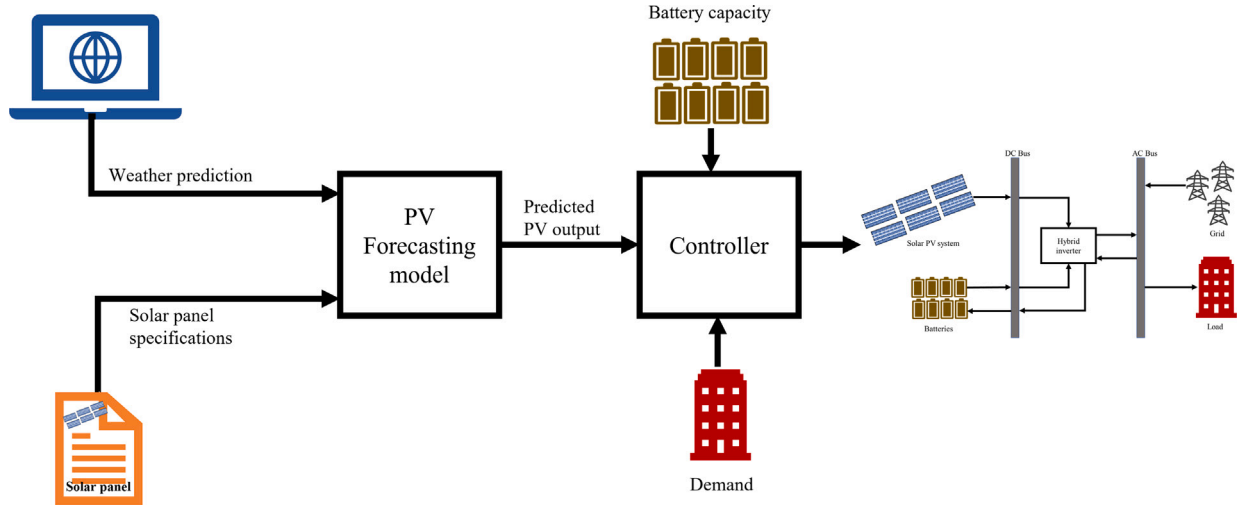 Battery capacity
Weather prediction
PV
Forecasting
model
Predicted
PV output
Controller
Solar panel
specifications
Solar panel
Demand
DC Bus
AC Bus
Solar PV system
Hybrid
inverter
Grid
Batteries
Load